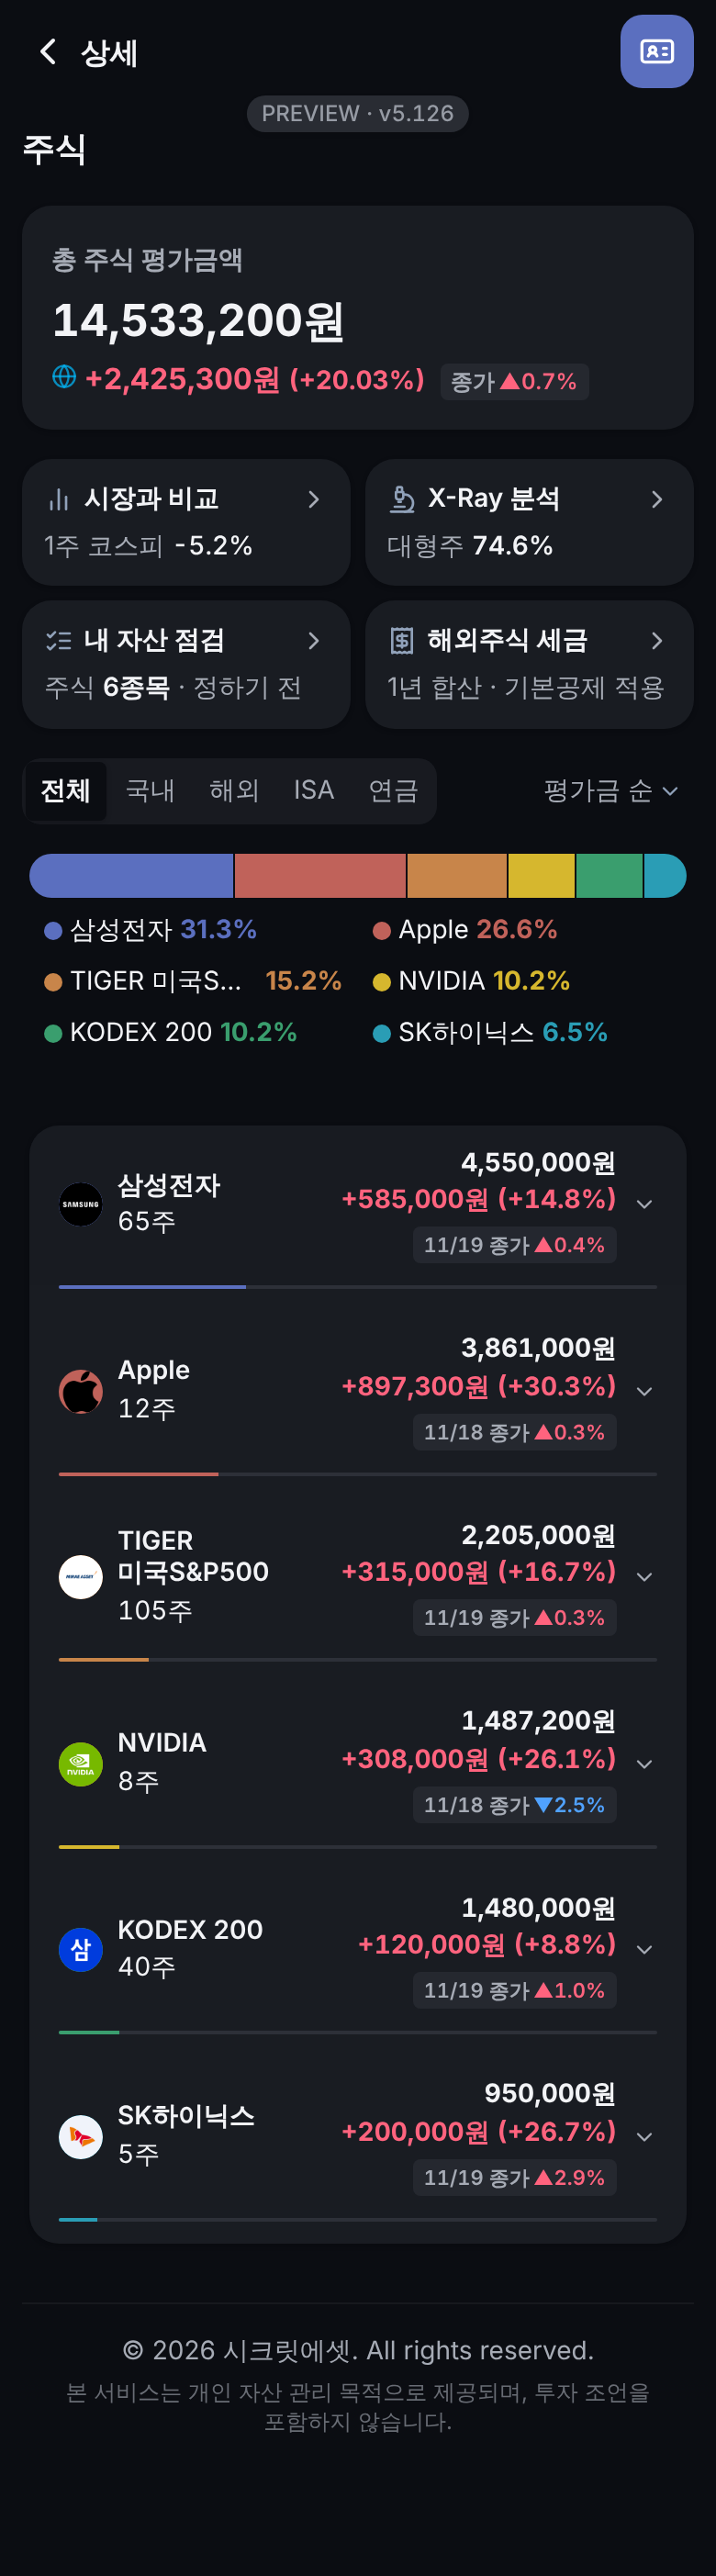 상세
PREVIEW · v5.126
주식
총 주식 평가금액
14,533,200원
+2,425,300원 (+20.03%) 종가 ▲0.7%
시장과 비교
1주 코스피 -5.2%
X-Ray 분석
대형주 74.6%
내 자산 점검
주식 6종목 · 정하기 전
해외주식 세금
1년 합산 · 기본공제 적용
전체 국내 해외 ISA 연금 평가금 순
삼성전자 31.3% Apple 26.6%
TIGER 미국S... 15.2% NVIDIA 10.2%
KODEX 200 10.2% SK하이닉스 6.5%
SAMSUNG
삼성전자
65주
4,550,000원
+585,000원 (+14.8%)
11/19 종가 ▲0.4%
Apple
12주
3,861,000원
+897,300원 (+30.3%)
11/18 종가 ▲0.3%
MIRAE ASSET
TIGER
미국S&P500
105주
2,205,000원
+315,000원 (+16.7%)
11/19 종가 ▲0.3%
NVIDIA
NVIDIA
8주
1,487,200원
+308,000원 (+26.1%)
11/18 종가 ▼2.5%
삼
KODEX 200
40주
1,480,000원
+120,000원 (+8.8%)
11/19 종가 ▲1.0%
SK하이닉스
5주
950,000원
+200,000원 (+26.7%)
11/19 종가 ▲2.9%
© 2026 시크릿에셋. All rights reserved.
본 서비스는 개인 자산 관리 목적으로 제공되며, 투자 조언을
포함하지 않습니다.